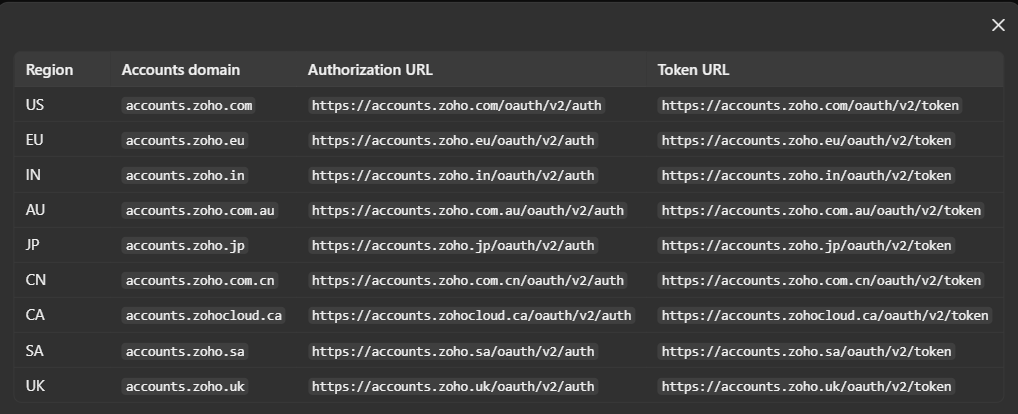 Region Accounts domain Authorization URL Token URL
US accounts.zoho.com https://accounts.zoho.com/oauth/v2/auth https://accounts.zoho.com/oauth/v2/token
EU accounts.zoho.eu https://accounts.zoho.eu/oauth/v2/auth https://accounts.zoho.eu/oauth/v2/token
IN accounts.zoho.in https://accounts.zoho.in/oauth/v2/auth https://accounts.zoho.in/oauth/v2/token
AU accounts.zoho.com.au https://accounts.zoho.com.au/oauth/v2/auth https://accounts.zoho.com.au/oauth/v2/token
JP accounts.zoho.jp https://accounts.zoho.jp/oauth/v2/auth https://accounts.zoho.jp/oauth/v2/token
CN accounts.zoho.com.cn https://accounts.zoho.com.cn/oauth/v2/auth https://accounts.zoho.com.cn/oauth/v2/token
CA accounts.zohocloud.ca https://accounts.zohocloud.ca/oauth/v2/auth https://accounts.zohocloud.ca/oauth/v2/token
SA accounts.zoho.sa https://accounts.zoho.sa/oauth/v2/auth https://accounts.zoho.sa/oauth/v2/token
UK accounts.zoho.uk https://accounts.zoho.uk/oauth/v2/auth https://accounts.zoho.uk/oauth/v2/token